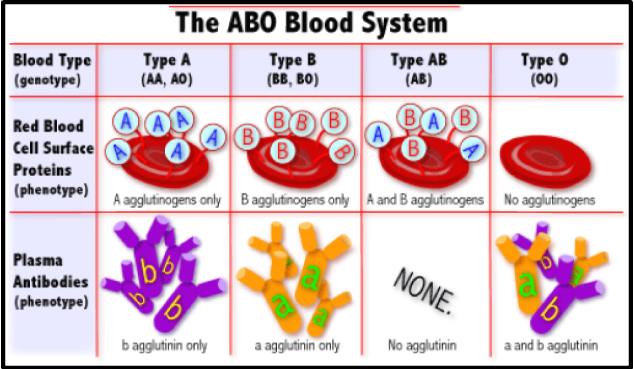 The ABO Blood System
Blood Type
(genotype)
Type A
(AA, AO)
Type B
(BB, BO)
Type AB
(AB)
Type O
(OO)
Red Blood
Cell Surface
Proteins
(phenotype)
A A A A A A
A agglutinogens only
B B B B B B
B agglutinogens only
A B A B B A
A and B agglutinogens
No agglutinogens
Plasma
Antibodies
(phenotype)
b b b b
b agglutinin only
a a a a
a agglutinin only
NONE.
No agglutinin
a b a b
a and b agglutinin